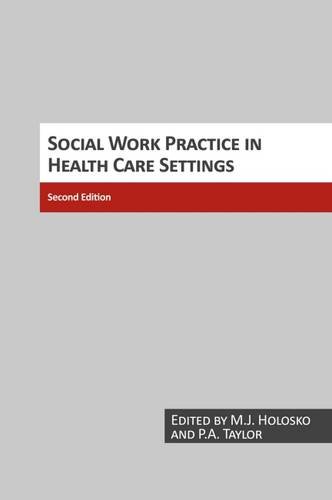 Social Work Practice in
Health Care Settings
Second Edition
Edited by M.J. Holosko
and P.A. Taylor